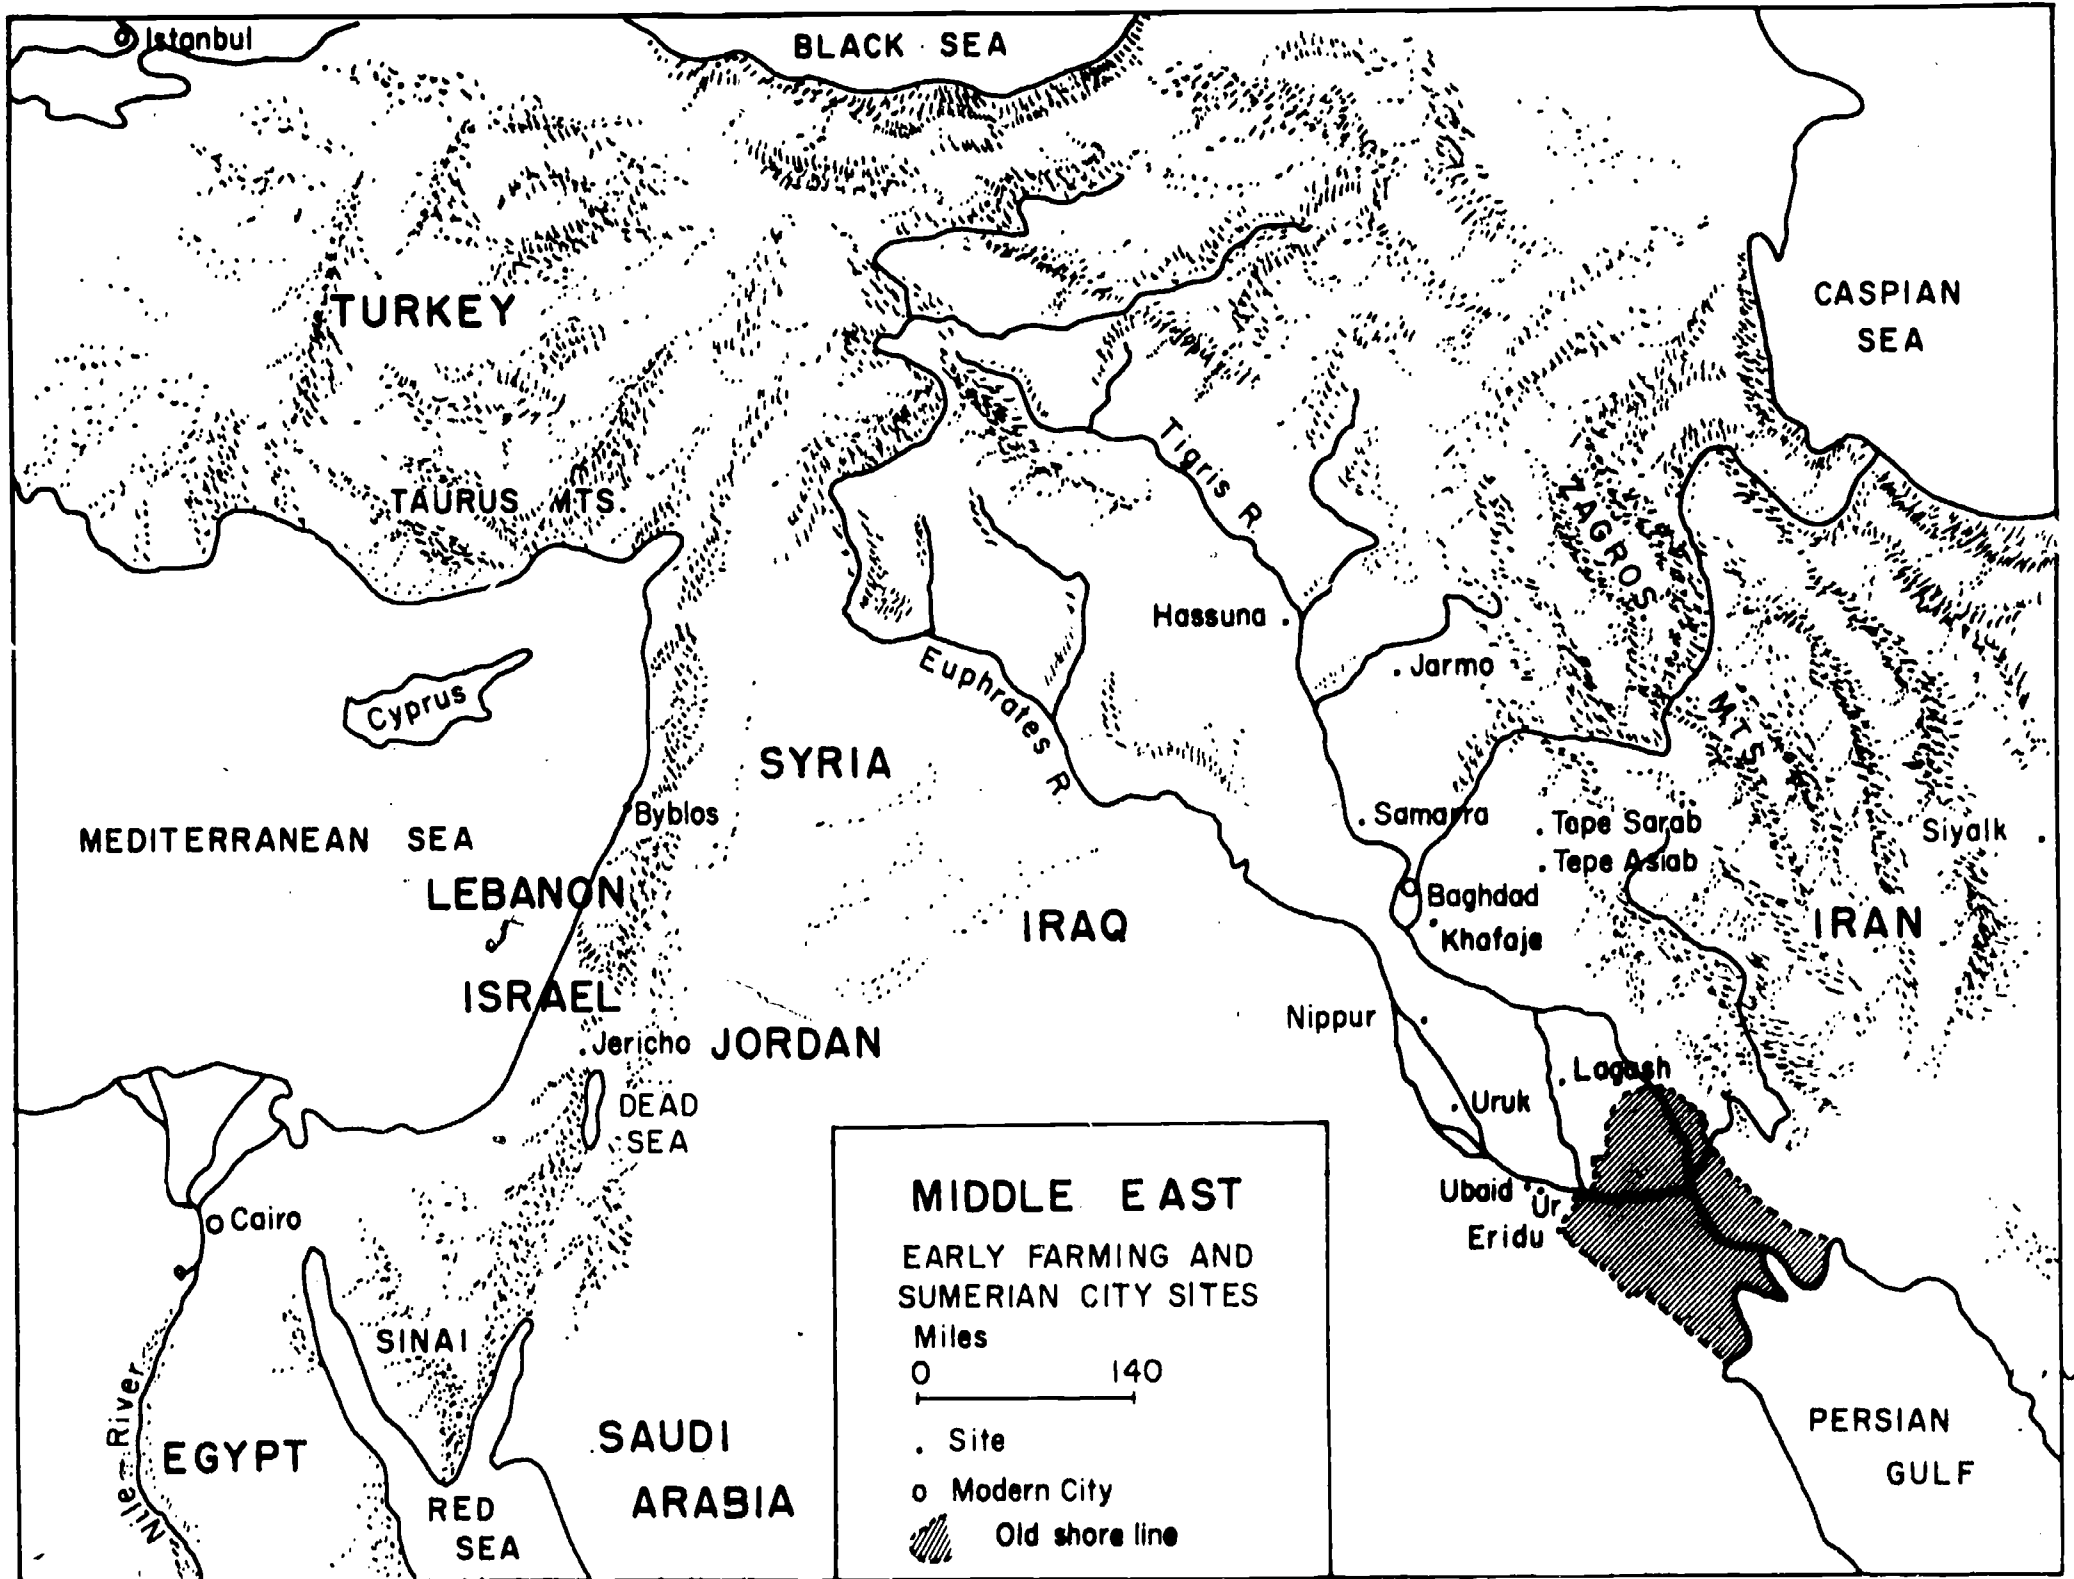 Istanbul
BLACK SEA
CASPIAN
SEA
TURKEY
TAURUS MTS.
Tigris R.
ZAGROS
MTS.
Hassuna
Jarmo
Euphrates R.
Cyprus
SYRIA
Byblos
MEDITERRANEAN SEA
Samarra
Tape Sarab
Tepe Asiab
Siyalk
LEBANON
Baghdad
Khafaje
IRAQ
IRAN
ISRAEL
Jericho
JORDAN
Nippur
Lagash
Uruk
DEAD
SEA
Ubaid
Ur
Eridu
Cairo
SINAI
Nile River
EGYPT
RED
SEA
SAUDI
ARABIA
PERSIAN
GULF
MIDDLE EAST
EARLY FARMING AND
SUMERIAN CITY SITES
Miles
0 140
Site
Modern City
Old shore line